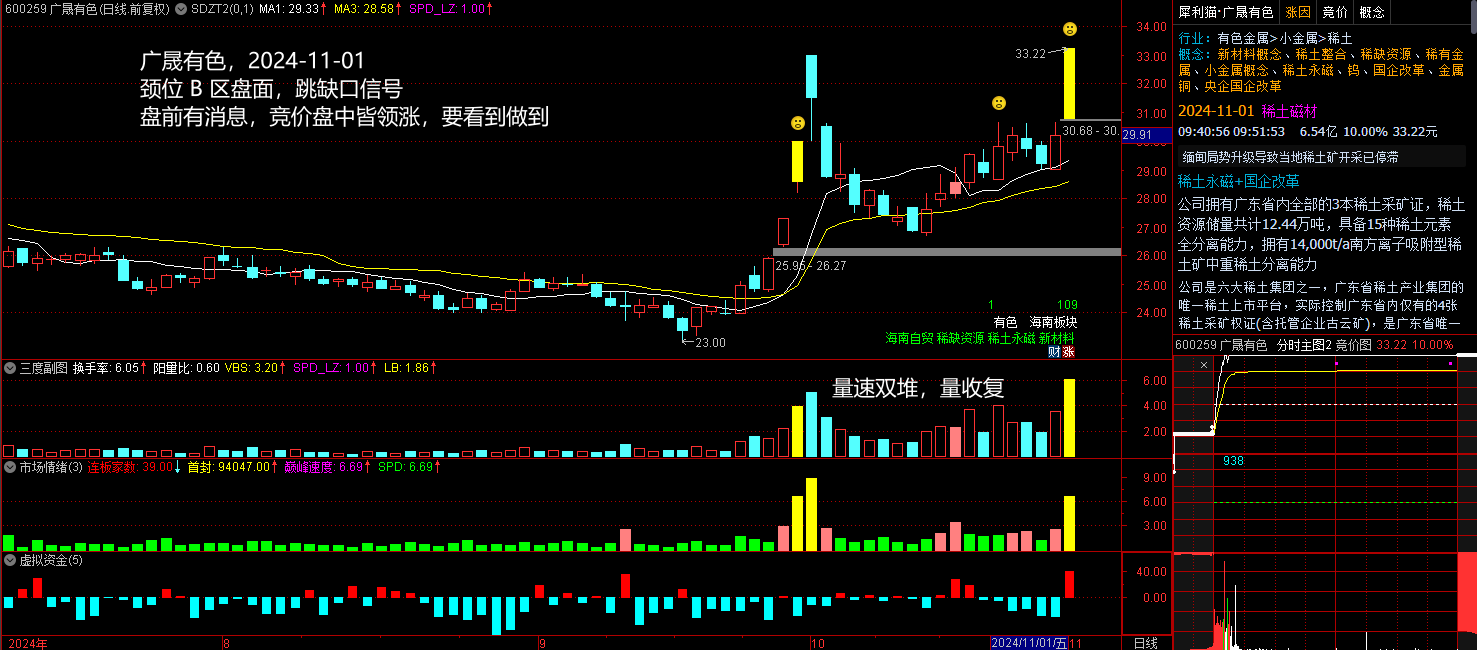 600259 广晟有色(日线.前复权) SDZT2(0,1) MA1: 29.33↑ MA3: 28.58↑ SPD_LZ: 1.00↑
广晟有色，2024-11-01
颈位 B 区盘面，跳缺口信号
盘前有消息，竞价盘中皆领涨，要看到做到
33.22
30.68 - 30.
25.95 - 26.27
←23.00
1
109
有色 海南板块
海南自贸 稀缺资源 稀土永磁 新材料
财 涨
34.00
33.00
32.00
31.00
29.91
29.00
28.00
27.00
26.00
25.00
24.00
三度副图 换手率: 6.05↑ 阳量比: 0.60 VBS: 3.20↑ SPD_LZ: 1.00↑ LB: 1.86↑
量速双堆，量收复
6.00
4.00
2.00
市场情绪(3) 连板家数: 39.00↓ 首封: 94047.00↑ 巅峰速度: 6.69↑ SPD: 6.69↑
9.00
6.00
3.00
虚拟资金(5)
40.00
0.00
2024年
8
9
10
2024/11/01/五
11
日线
犀利猫·广晟有色 涨因 竞价 概念
行业: 有色金属>小金属>稀土
概念: 新材料概念、稀土整合、稀缺资源、稀有金
属、小金属概念、稀土永磁、钨、国企改革、金属
铜、央企国企改革
2024-11-01 稀土磁材
09:40:56 09:51:53 6.54亿 10.00% 33.22元
缅甸局势升级导致当地稀土矿开采已停滞
稀土永磁+国企改革
公司拥有广东省内全部的3本稀土采矿证，稀土
资源储量共计12.44万吨，具备15种稀土元素
全分离能力，拥有14,000t/a南方离子吸附型稀
土矿中重稀土分离能力
公司是六大稀土集团之一，广东省稀土产业集团的
唯一稀土上市平台，实际控制广东省内仅有的4张
稀土采矿权证(含托管企业古云矿)，是广东省唯一
600259 广晟有色 分时主图2 竞价图 33.22 10.00%
×
938